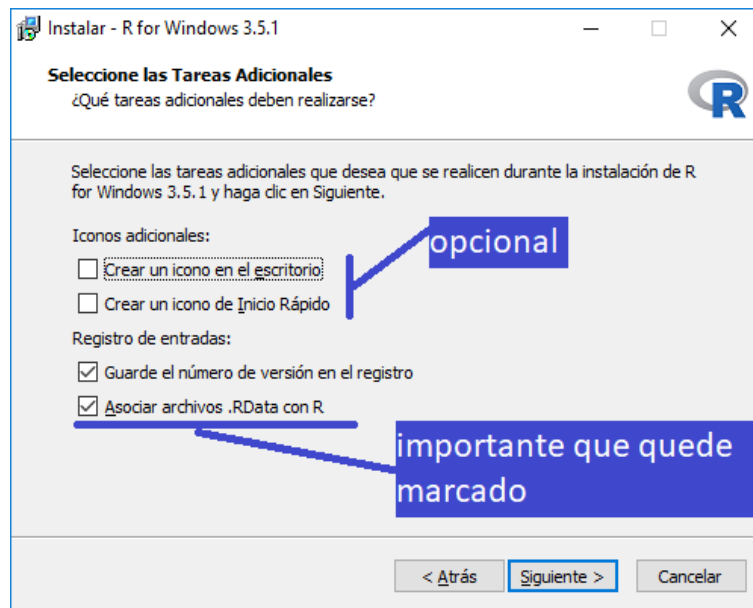 Instalar - R for Windows 3.5.1
Seleccione las Tareas Adicionales
¿Qué tareas adicionales deben realizarse?
R
Seleccione las tareas adicionales que desea que se realicen durante la instalación de R
for Windows 3.5.1 y haga clic en Siguiente.
Iconos adicionales:
opcional
Crear un icono en el escritorio
Crear un icono de Inicio Rápido
Registro de entradas:
Guarde el número de versión en el registro
Asociar archivos .RData con R
importante que quede
marcado
< Atrás
Siguiente >
Cancelar